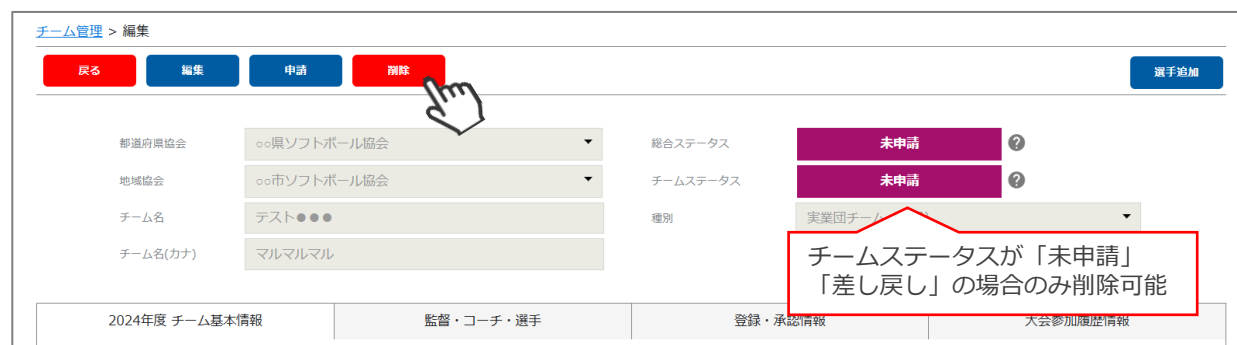 チーム管理 > 編集
戻る 編集 申請 削除 選手追加
都道府県協会 ○○県ソフトボール協会 総合ステータス 未申請 ?
地域協会 ○○市ソフトボール協会 チームステータス 未申請 ?
チーム名 テスト●●● 種別 実業団チーム
チーム名(カナ) マルマルマル
チームステータスが「未申請」
「差し戻し」の場合のみ削除可能
2024年度 チーム基本情報 監督・コーチ・選手 登録・承認情報 大会参加履歴情報